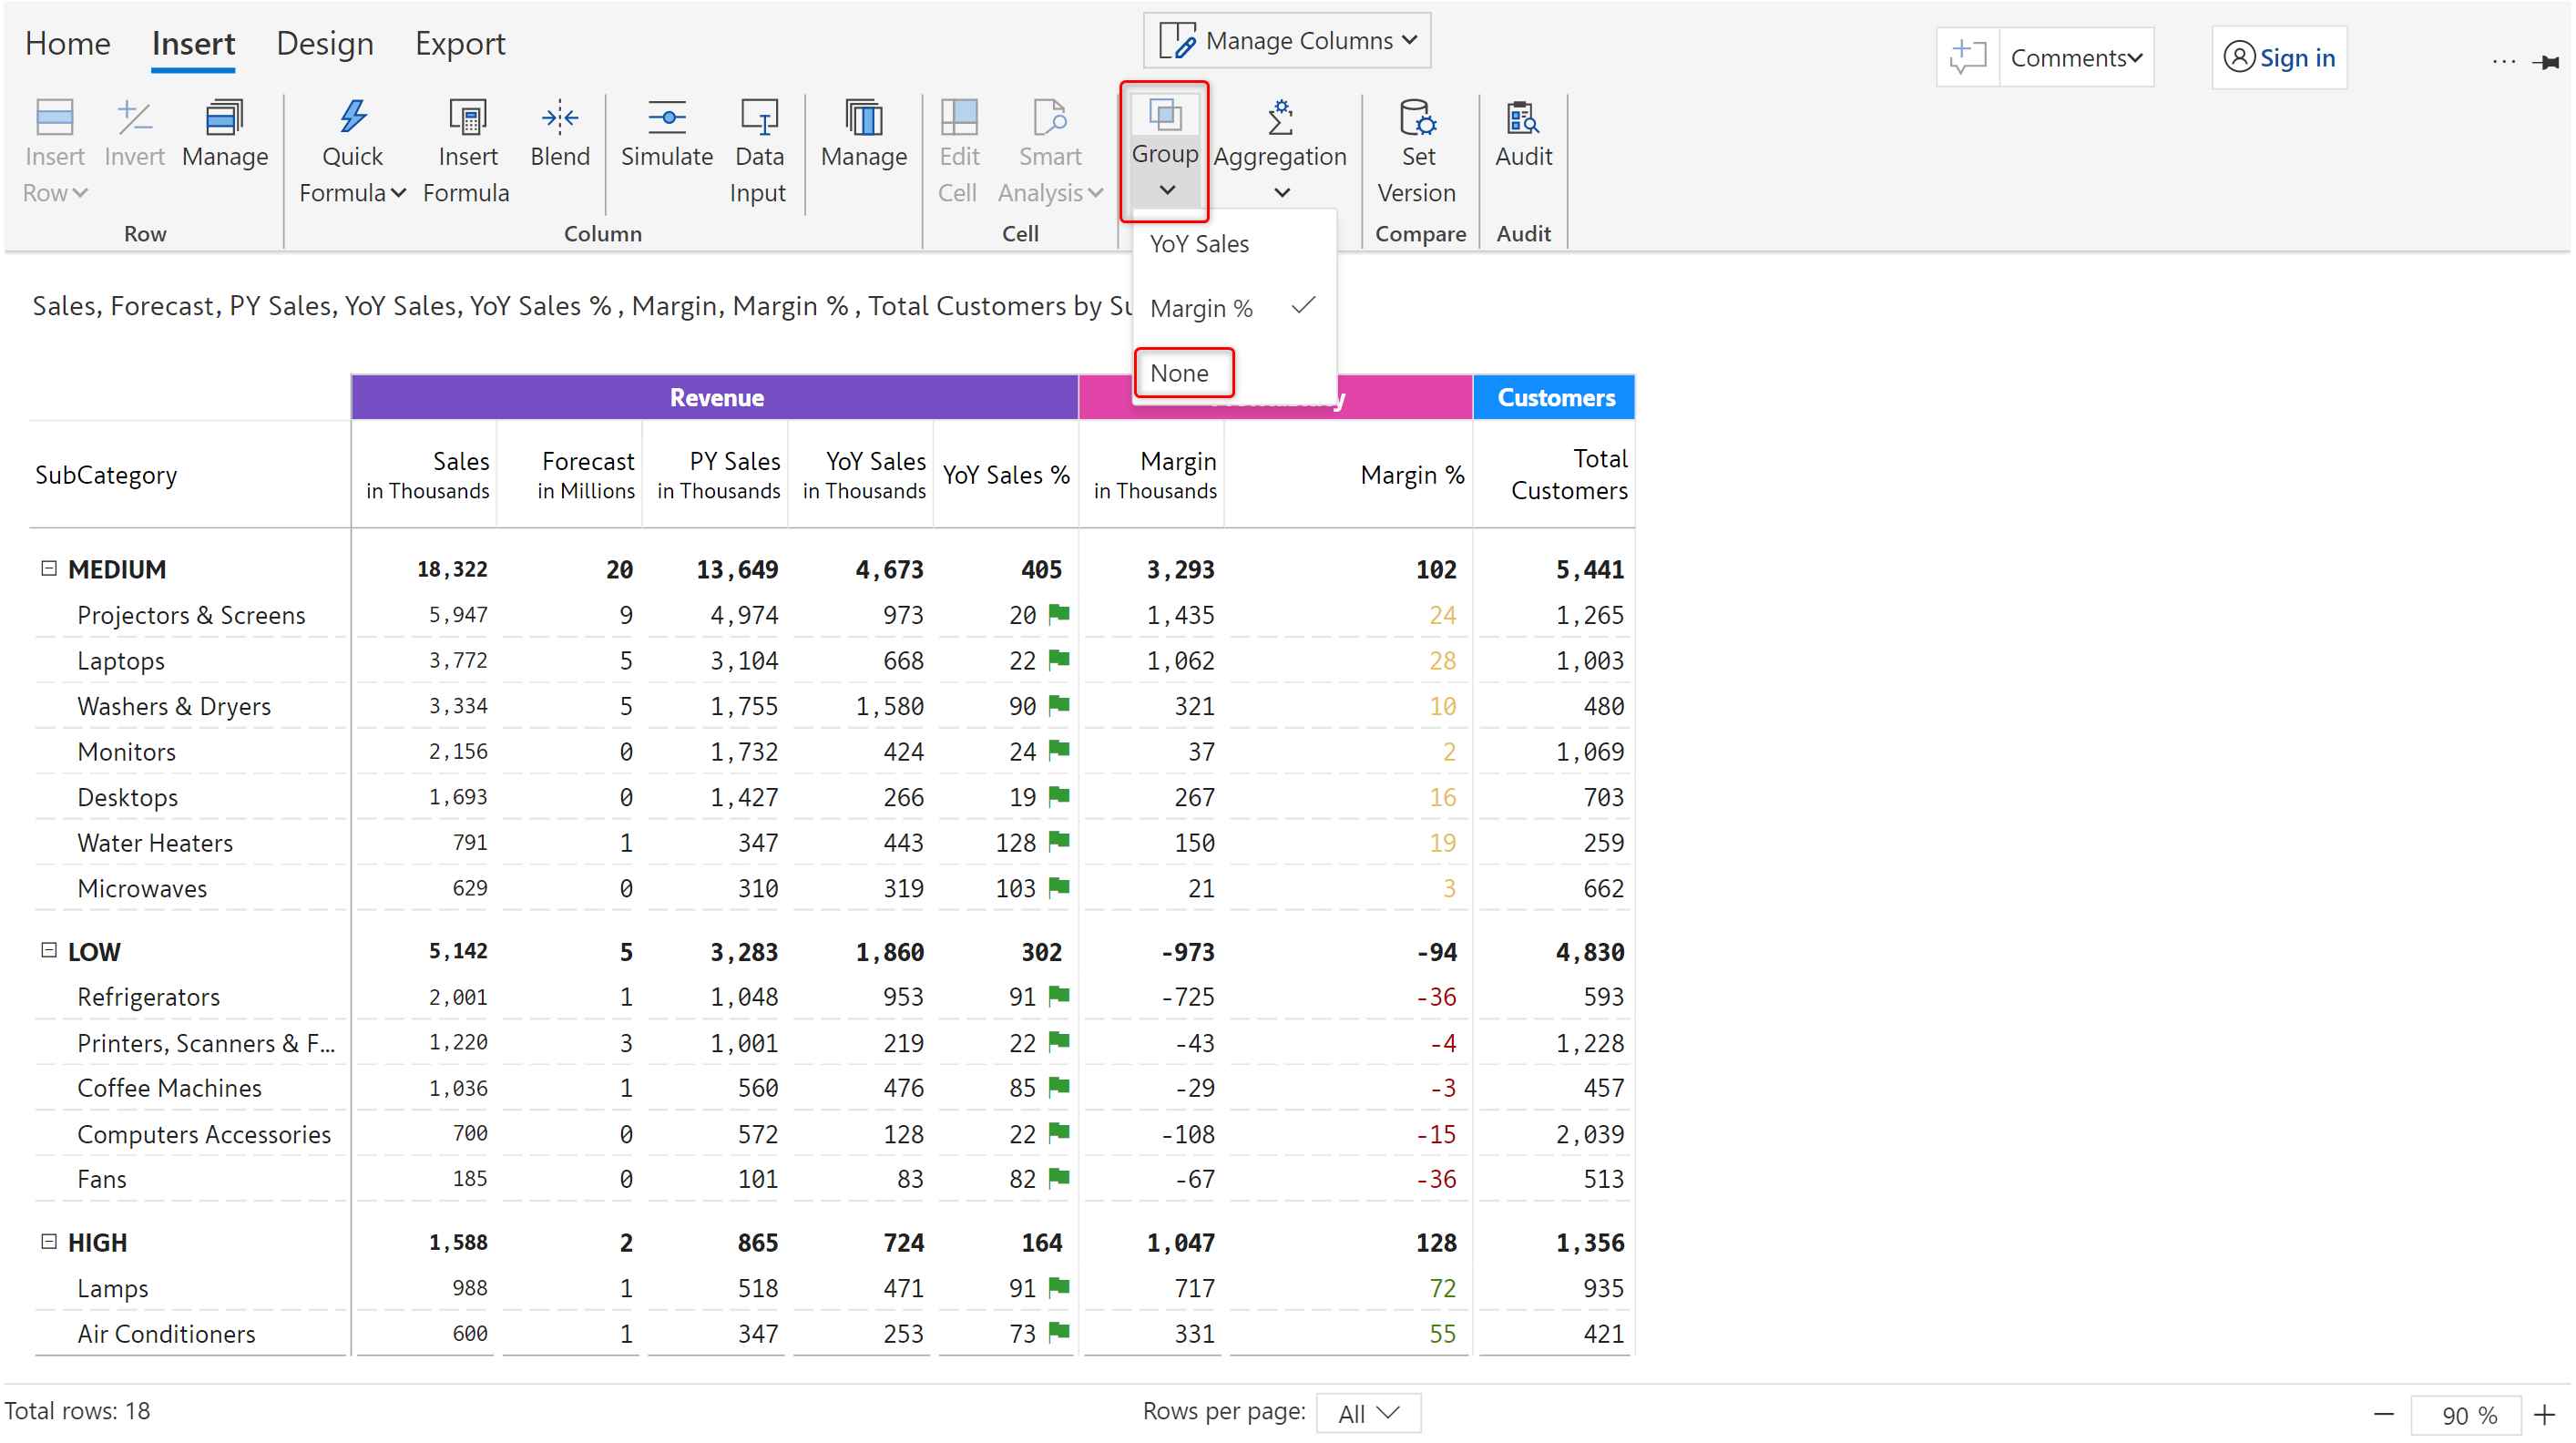 Home Insert Design Export
Manage Columns
Comments
Sign in
Insert Row
Invert
Manage
Row
Quick Formula
Insert Formula
Blend
Simulate
Data Input
Manage
Column
Edit Cell
Smart Analysis
Cell
Group
Aggregation
Set Version
Compare
Audit
Audit
YoY Sales
Margin %
None
Sales, Forecast, PY Sales, YoY Sales, YoY Sales % , Margin, Margin % , Total Customers by
Revenue Customers
SubCategory
Sales in Thousands
Forecast in Millions
PY Sales in Thousands
YoY Sales in Thousands
YoY Sales %
Margin in Thousands
Margin %
Total Customers
MEDIUM 18,322 20 13,649 4,673 405 3,293 102 5,441
Projectors & Screens 5,947 9 4,974 973 20 1,435 24 1,265
Laptops 3,772 5 3,104 668 22 1,062 28 1,003
Washers & Dryers 3,334 5 1,755 1,580 90 321 10 480
Monitors 2,156 0 1,732 424 24 37 2 1,069
Desktops 1,693 0 1,427 266 19 267 16 703
Water Heaters 791 1 347 443 128 150 19 259
Microwaves 629 0 310 319 103 21 3 662
LOW 5,142 5 3,283 1,860 302 -973 -94 4,830
Refrigerators 2,001 1 1,048 953 91 -725 -36 593
Printers, Scanners & F... 1,220 3 1,001 219 22 -43 -4 1,228
Coffee Machines 1,036 1 560 476 85 -29 -3 457
Computers Accessories 700 0 572 128 22 -108 -15 2,039
Fans 185 0 101 83 82 -67 -36 513
HIGH 1,588 2 865 724 164 1,047 128 1,356
Lamps 988 1 518 471 91 717 72 935
Air Conditioners 600 1 347 253 73 331 55 421
Total rows: 18
Rows per page: All
90 %